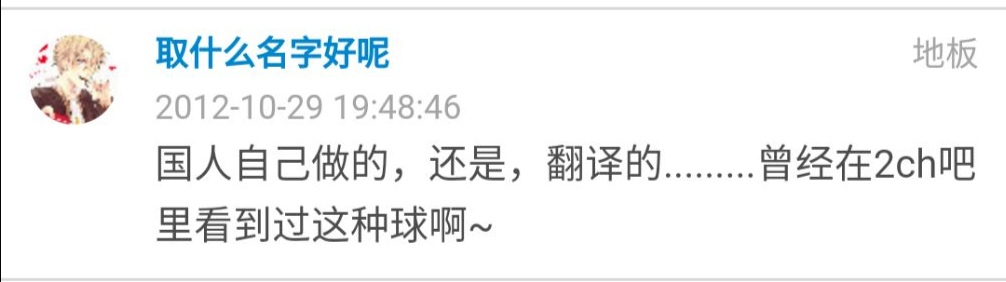 取什么名字好呢
地板
2012-10-29 19:48:46
国人自己做的，还是，翻译的.........曾经在2ch吧
里看到过这种球啊~